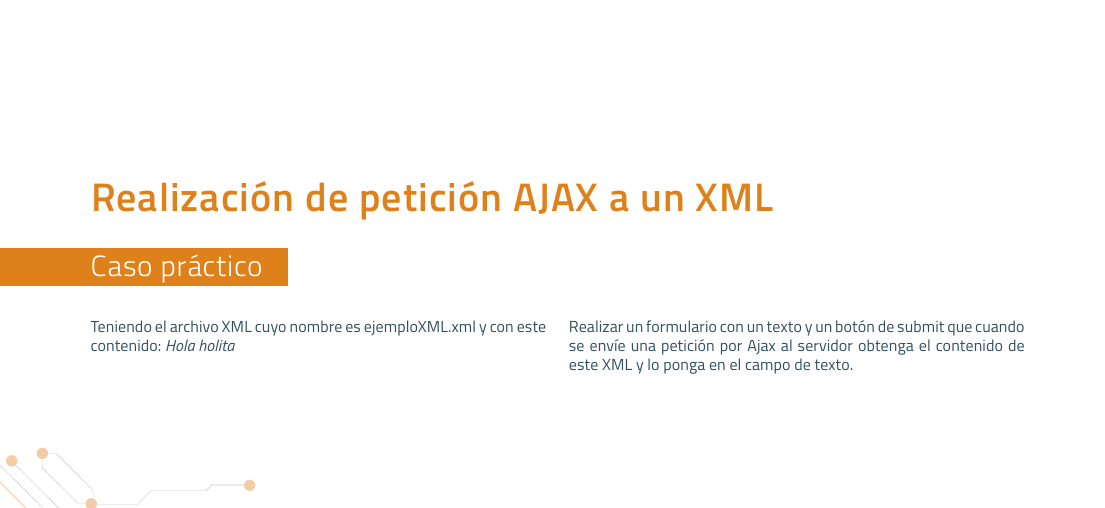 Realización de petición AJAX a un XML
Caso práctico
Teniendo el archivo XML cuyo nombre es ejemploXML.xml y con este
contenido: Hola holita
Realizar un formulario con un texto y un botón de submit que cuando
se envíe una petición por Ajax al servidor obtenga el contenido de
este XML y lo ponga en el campo de texto.